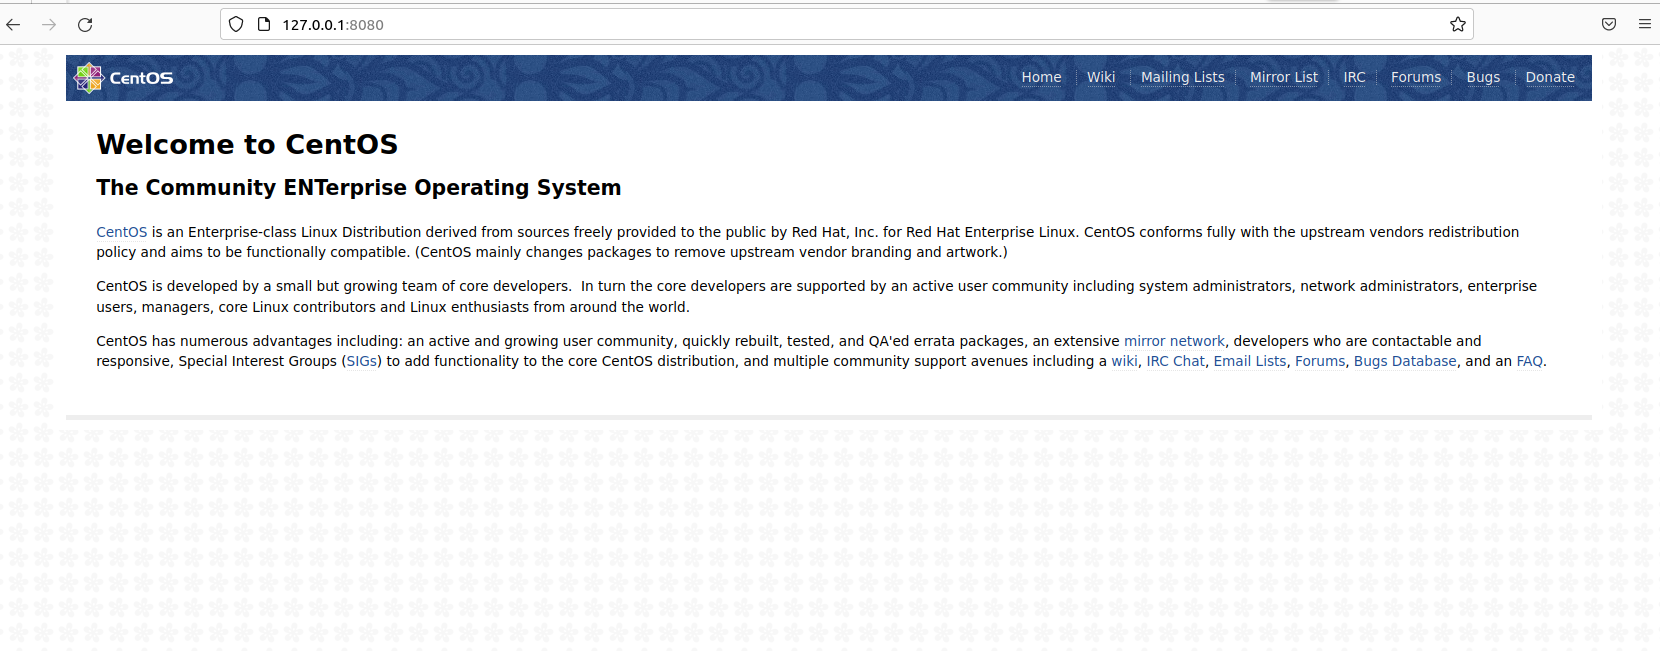 127.0.0.1:8080
CentOS
Home Wiki Mailing Lists Mirror List IRC Forums Bugs Donate
Welcome to CentOS
The Community ENTerprise Operating System
CentOS is an Enterprise-class Linux Distribution derived from sources freely provided to the public by Red Hat, Inc. for Red Hat Enterprise Linux. CentOS conforms fully with the upstream vendors redistribution
policy and aims to be functionally compatible. (CentOS mainly changes packages to remove upstream vendor branding and artwork.)
CentOS is developed by a small but growing team of core developers.  In turn the core developers are supported by an active user community including system administrators, network administrators, enterprise
users, managers, core Linux contributors and Linux enthusiasts from around the world.
CentOS has numerous advantages including: an active and growing user community, quickly rebuilt, tested, and QA'ed errata packages, an extensive mirror network, developers who are contactable and
responsive, Special Interest Groups (SIGs) to add functionality to the core CentOS distribution, and multiple community support avenues including a wiki, IRC Chat, Email Lists, Forums, Bugs Database, and an FAQ.